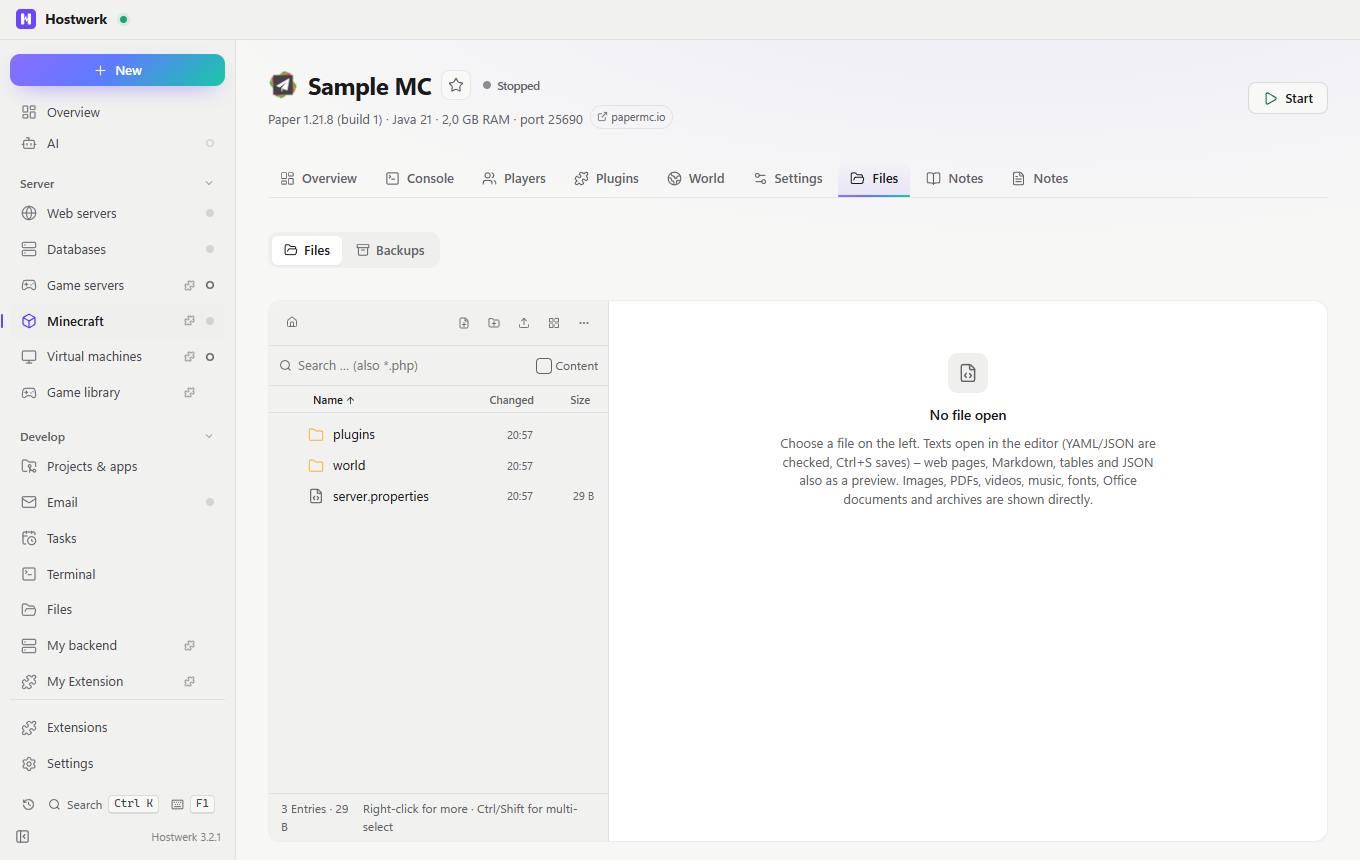 Hostwerk
New
Overview
AI
Server
Web servers
Databases
Game servers
Minecraft
Virtual machines
Game library
Develop
Projects & apps
Email
Tasks
Terminal
Files
My backend
My Extension
Extensions
Settings
Search Ctrl K F1
Hostwerk 3.2.1
Sample MC
Stopped
Start
Paper 1.21.8 (build 1) · Java 21 · 2,0 GB RAM · port 25690 papermc.io
Overview Console Players Plugins World Settings Files Notes Notes
Files Backups
Search ... (also *.php) Content
Name ↑ Changed Size
plugins 20:57
world 20:57
server.properties 20:57 29 B
3 Entries · 29
B
Right-click for more · Ctrl/Shift for multi-
select
No file open
Choose a file on the left. Texts open in the editor (YAML/JSON are
checked, Ctrl+S saves) – web pages, Markdown, tables and JSON
also as a preview. Images, PDFs, videos, music, fonts, Office
documents and archives are shown directly.